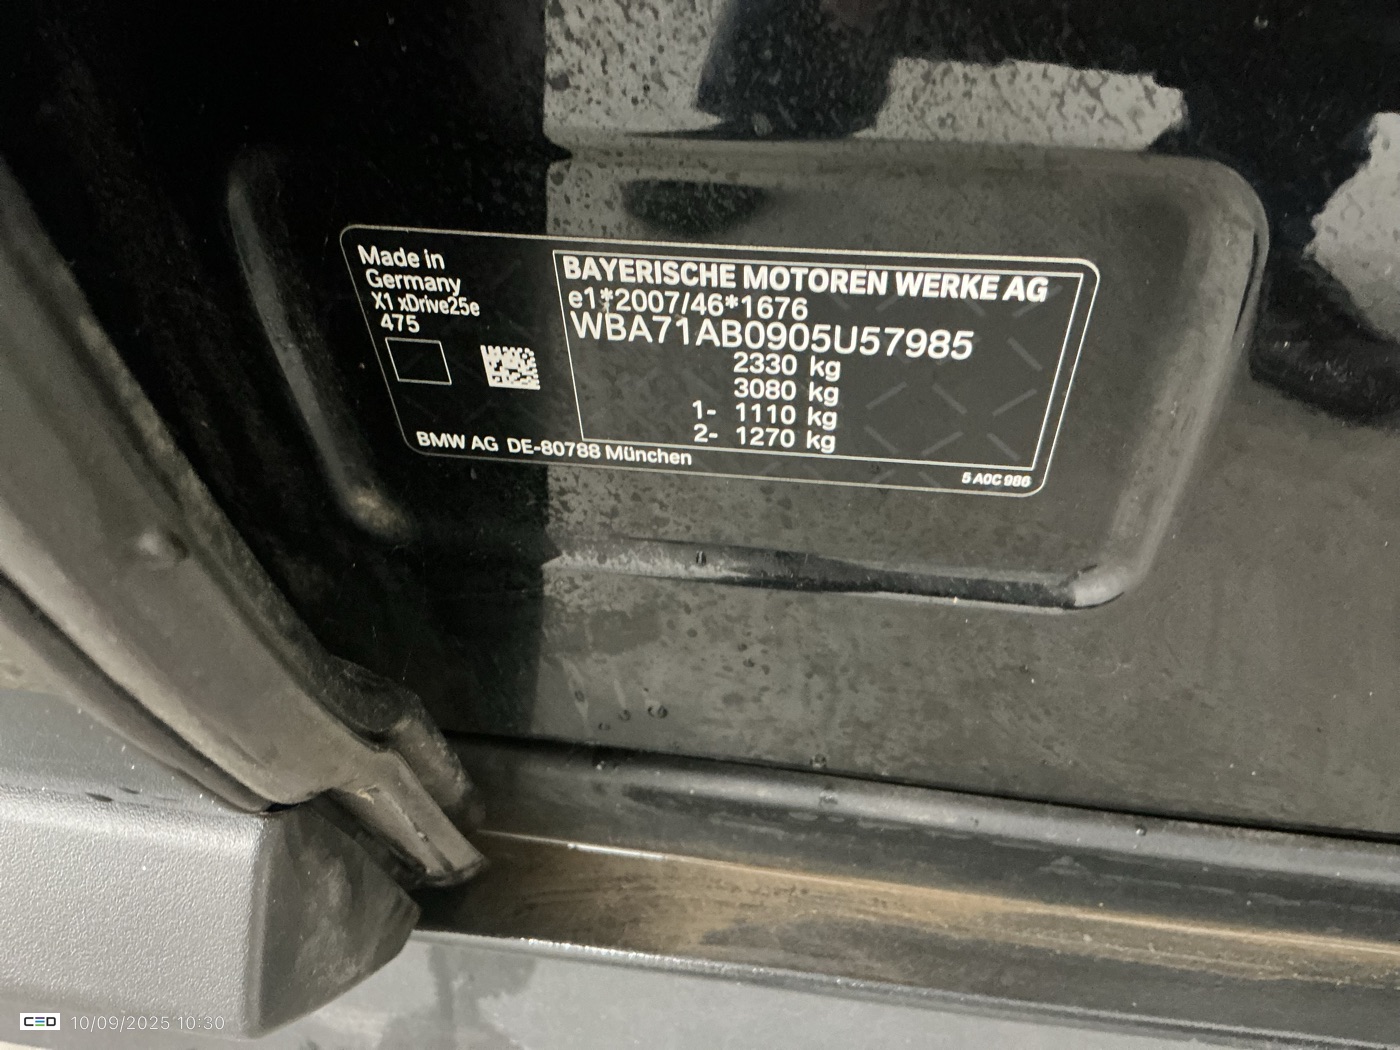 Made in
Germany
X1 xDrive25e
475
BAYERISCHE MOTOREN WERKE AG
e1*2007/46*1676
WBA71AB0905U57985
2330 kg
3080 kg
1- 1110 kg
2- 1270 kg
BMW AG DE-80788 München
5 A0C 986
CED 10/09/2025 10:30